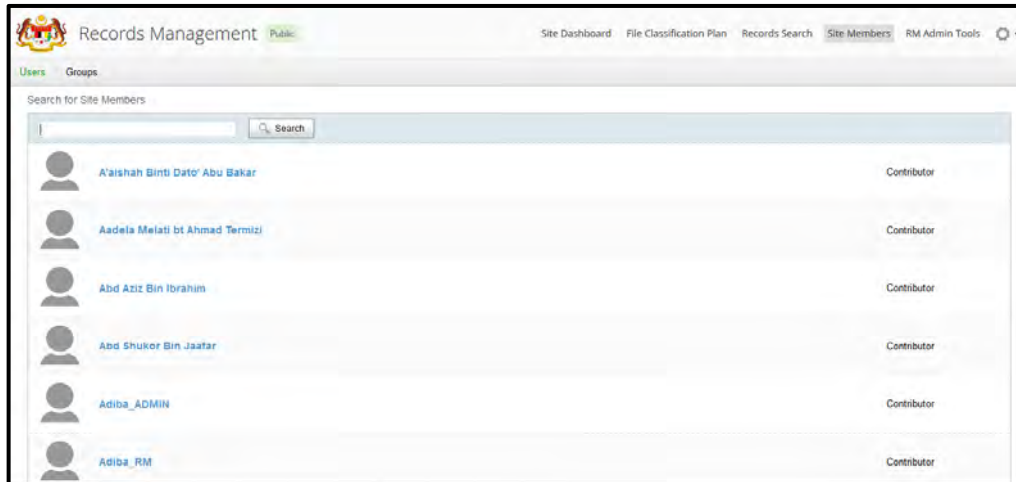 Records Management Public Site Dashboard File Classification Plan Records Search Site Members RM Admin Tools
Users Groups
Search for Site Members
Search
A'aishah Binti Dato' Abu Bakar Contributor
Aadela Melati bt Ahmad Termizi Contributor
Abd Aziz Bin Ibrahim Contributor
Abd Shukor Bin Jaafar Contributor
Adiba_ADMIN Contributor
Adiba_RM Contributor